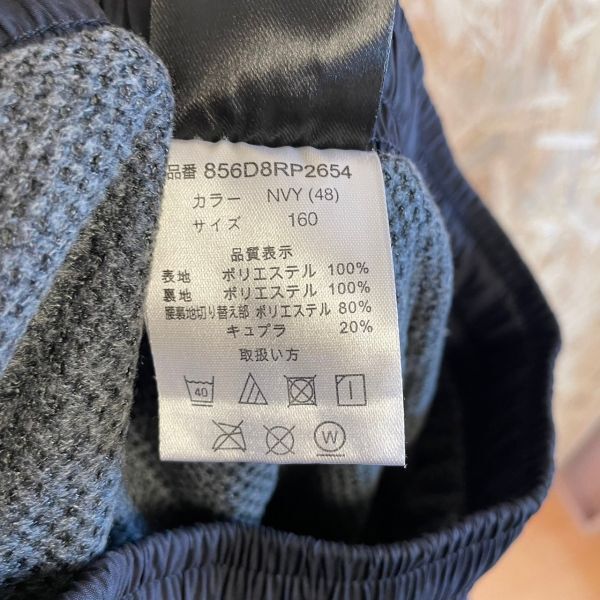 品番 856D8RP2654
カラー NVY (48)
サイズ 160
品質表示
表地 ポリエステル 100%
裏地 ポリエステル 100%
腰裏地切り替え部 ポリエステル 80%
キュプラ 20%
取扱い方
40
W